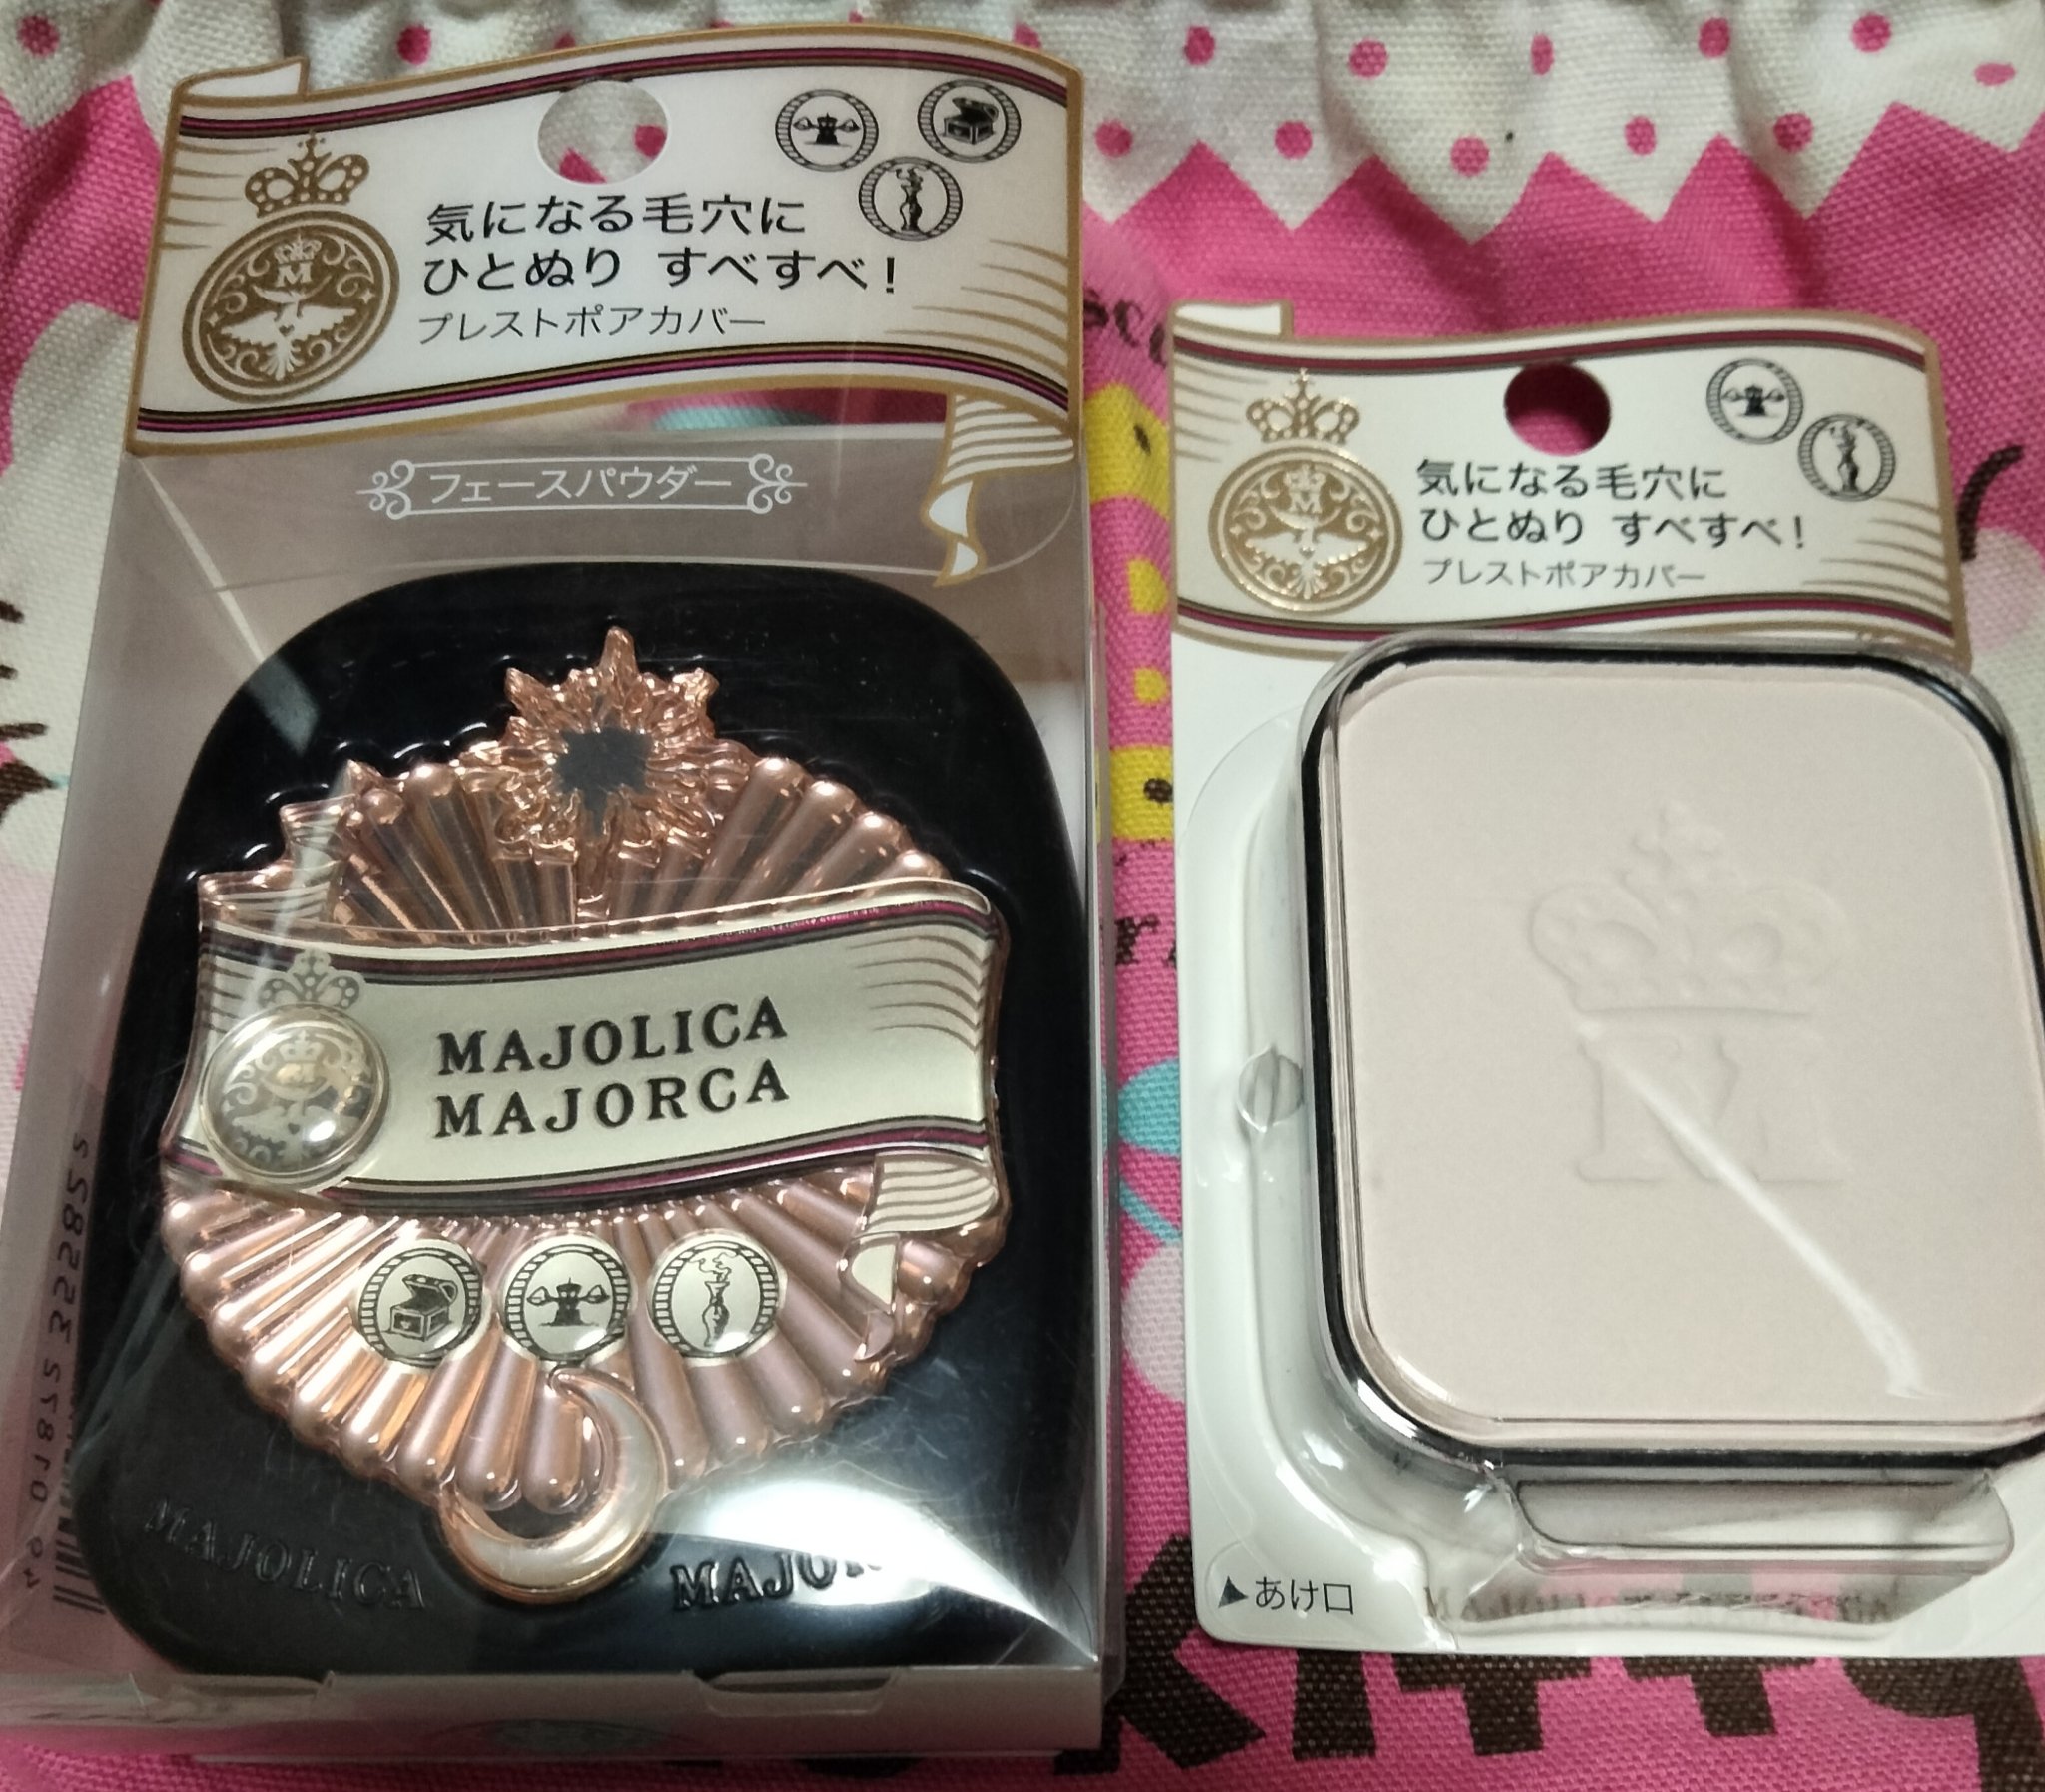 気になる毛穴に
ひとぬり すべすべ!
プレストポアカバー
フェースパウダー
M
MAJOLICA
MAJORCA
MAJOLICA
気になる毛穴に
ひとぬり すべすべ!
プレストポアカバー
M
M
▲あけ口